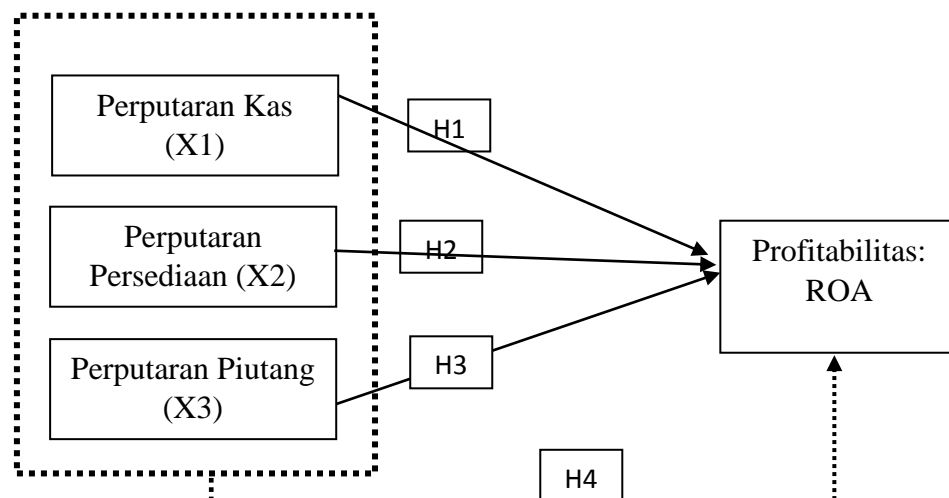 Perputaran Kas
(X1)
H1
Perputaran
Persediaan (X2)
H2
Profitabilitas:
ROA
Perputaran Piutang
(X3)
H3
H4